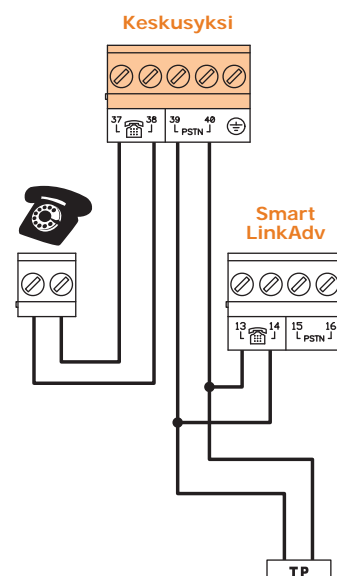 Keskusyksi
37 38 39 PSTN 40
Smart
LinkAdv
13 14 15 PSTN 16
TP